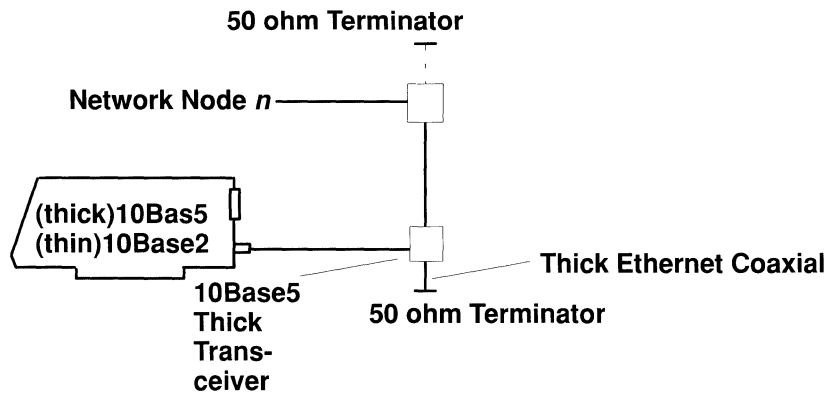 50 ohm Terminator
Network Node n
(thick)10Bas5
(thin)10Base2
Thick Ethernet Coaxial
10Base5
Thick
Trans-
ceiver
50 ohm Terminator